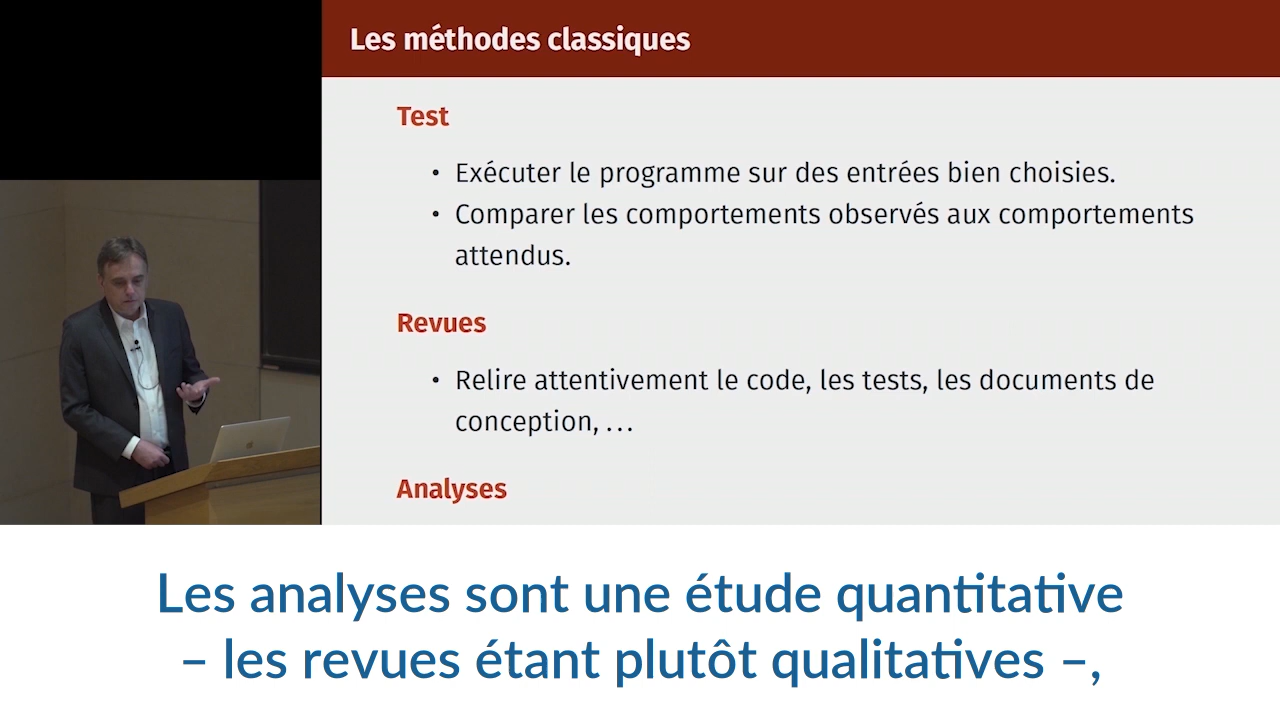 Les méthodes classiques
Test
• Exécuter le programme sur des entrées bien choisies.
• Comparer les comportements observés aux comportements
attendus.
Revues
• Relire attentivement le code, les tests, les documents de
conception, …
Analyses
Les analyses sont une étude quantitative
– les revues étant plutôt qualitatives –,